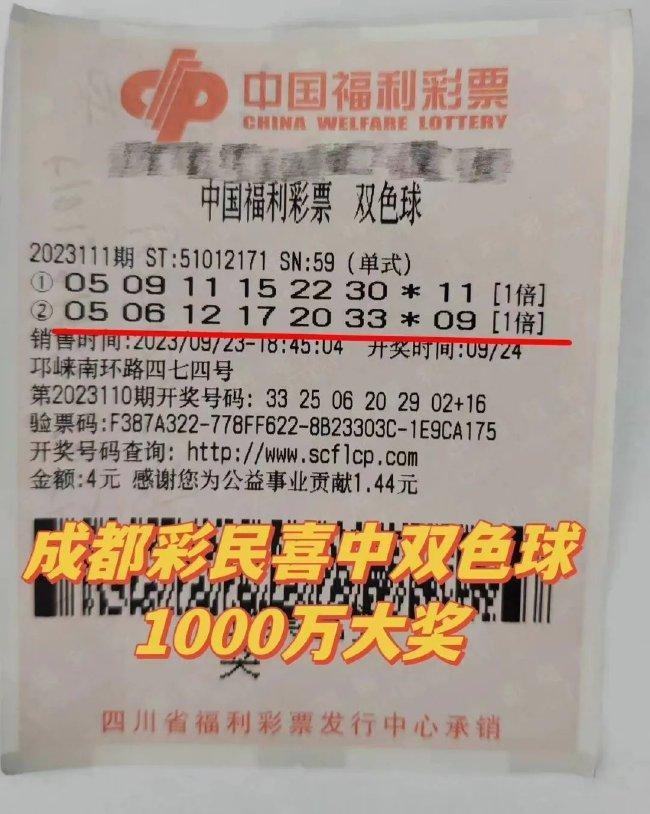 中国福利彩票
CHINA WELFARE LOTTERY
中国福利彩票 双色球
2023111期 ST:51012171 SN:59 (单式)
① 05 09 11 15 22 30 * 11 [1倍]
② 05 06 12 17 20 33 * 09 [1倍]
销售时间:2023/09/23-18:45:04 开奖时间:09/24
邛崃南环路四七四号
第2023110期开奖号码: 33 25 06 20 29 02+16
验票码:F387A322-778FF622-8B23303C-1E9CA175
开奖号码查询: http://www.scflcp.com
金额:4元 感谢您为公益事业贡献1.44元
成都彩民喜中双色球
1000万大奖
四川省福利彩票发行中心承销